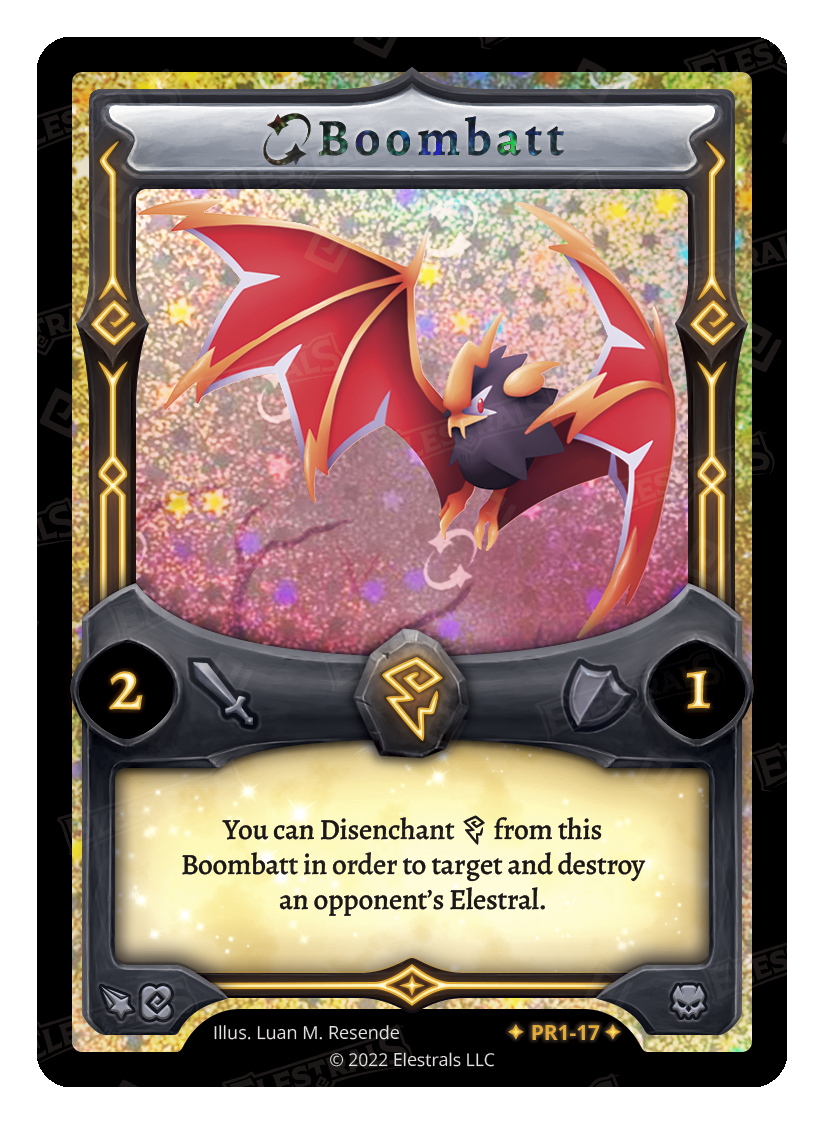 Boombatt
2
1
You can Disenchant from this
Boombatt in order to target and destroy
an opponent's Elestral.
Illus. Luan M. Resende
PR1-17
© 2022 Elestrals LLC
ELESTRALS